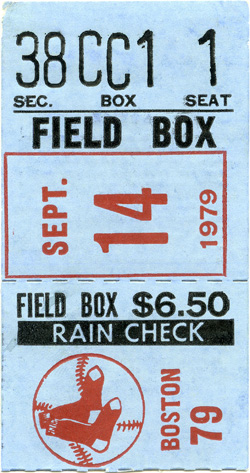 38 CC1 1
SEC. BOX SEAT
FIELD BOX
SEPT.
14
1979
FIELD BOX $6.50
RAIN CHECK
BOSTON
79